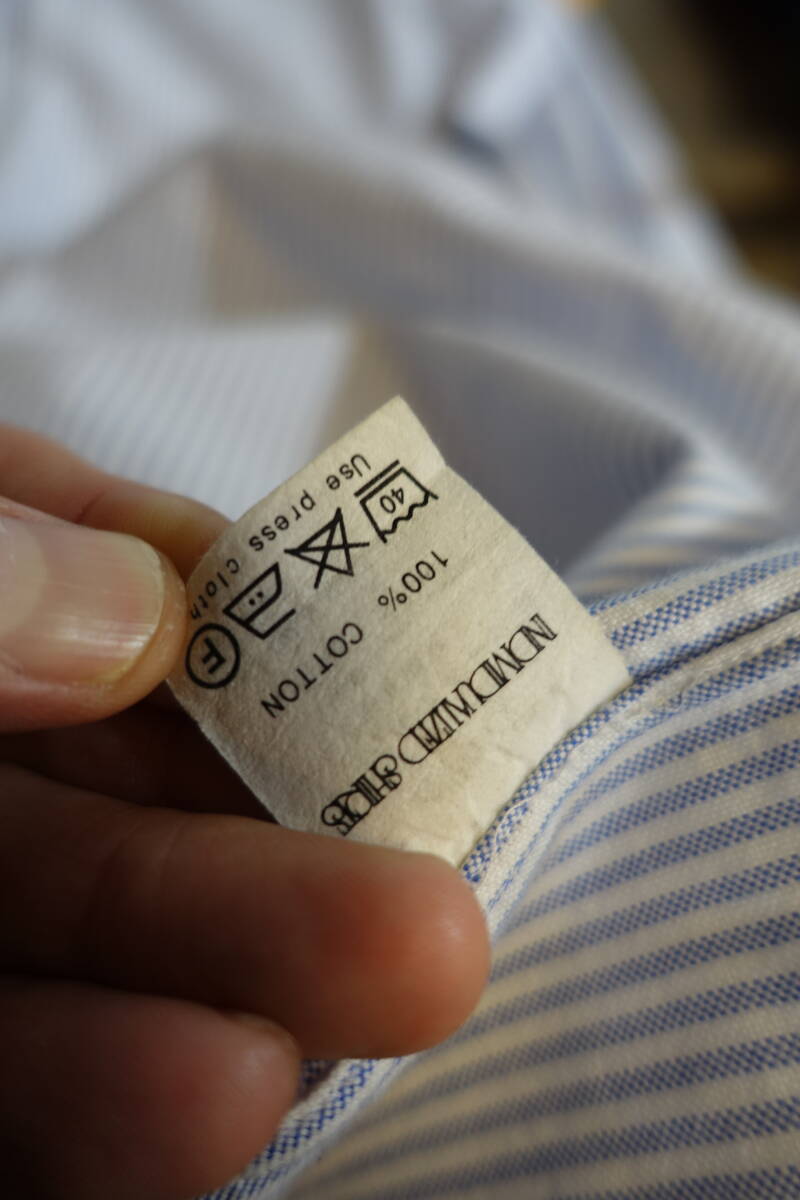 INDIVIDUALIZED SHIRTS
100% COTTON
40
F
Use press cloth